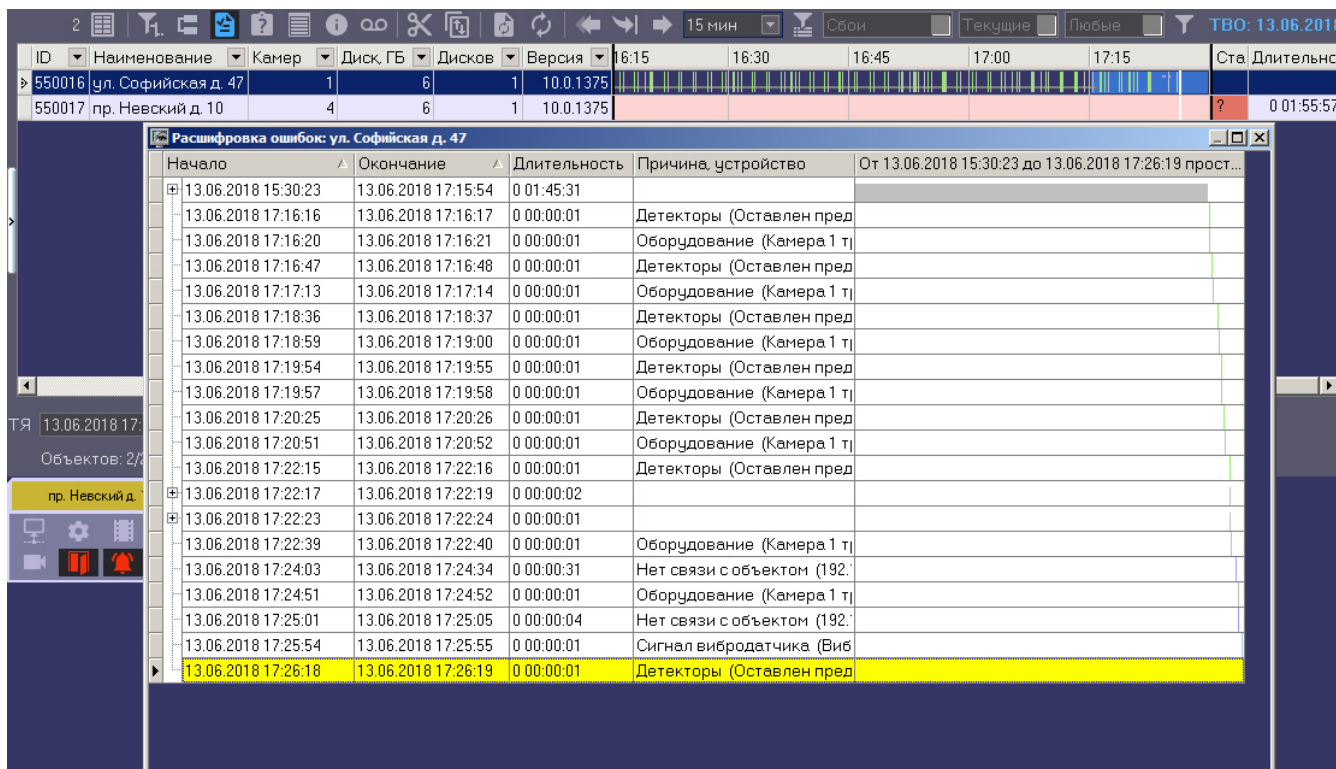 2 15 мин Сбои Текущие Любые ТВО: 13.06.201
ID Наименование Камер Диск, ГБ Дисков Версия 16:15 16:30 16:45 17:00 17:15 Ста Длительно
550016 ул. Софийская д. 47 1 6 1 10.0.1375
550017 пр. Невский д. 10 4 6 1 10.0.1375 ? 0 01:55:57
Расшифровка ошибок: ул. Софийская д. 47
Начало Окончание Длительность Причина, устройство От 13.06.2018 15:30:23 до 13.06.2018 17:26:19 прост...
13.06.2018 15:30:23 13.06.2018 17:15:54 0 01:45:31
13.06.2018 17:16:16 13.06.2018 17:16:17 0 00:00:01 Детекторы (Оставлен пред
13.06.2018 17:16:20 13.06.2018 17:16:21 0 00:00:01 Оборудование (Камера 1 т
13.06.2018 17:16:47 13.06.2018 17:16:48 0 00:00:01 Детекторы (Оставлен пред
13.06.2018 17:17:13 13.06.2018 17:17:14 0 00:00:01 Оборудование (Камера 1 т
13.06.2018 17:18:36 13.06.2018 17:18:37 0 00:00:01 Детекторы (Оставлен пред
13.06.2018 17:18:59 13.06.2018 17:19:00 0 00:00:01 Оборудование (Камера 1 т
13.06.2018 17:19:54 13.06.2018 17:19:55 0 00:00:01 Детекторы (Оставлен пред
13.06.2018 17:19:57 13.06.2018 17:19:58 0 00:00:01 Оборудование (Камера 1 т
13.06.2018 17:20:25 13.06.2018 17:20:26 0 00:00:01 Детекторы (Оставлен пред
13.06.2018 17:20:51 13.06.2018 17:20:52 0 00:00:01 Оборудование (Камера 1 т
13.06.2018 17:22:15 13.06.2018 17:22:16 0 00:00:01 Детекторы (Оставлен пред
13.06.2018 17:22:17 13.06.2018 17:22:19 0 00:00:02
13.06.2018 17:22:23 13.06.2018 17:22:24 0 00:00:01
13.06.2018 17:22:39 13.06.2018 17:22:40 0 00:00:01 Оборудование (Камера 1 т
13.06.2018 17:24:03 13.06.2018 17:24:34 0 00:00:31 Нет связи с объектом (192.
13.06.2018 17:24:51 13.06.2018 17:24:52 0 00:00:01 Оборудование (Камера 1 т
13.06.2018 17:25:01 13.06.2018 17:25:05 0 00:00:04 Нет связи с объектом (192.
13.06.2018 17:25:54 13.06.2018 17:25:55 0 00:00:01 Сигнал вибродатчика (Виб
13.06.2018 17:26:18 13.06.2018 17:26:19 0 00:00:01 Детекторы (Оставлен пред
ТЯ 13.06.2018 17:
Объектов: 2/
пр. Невский д.